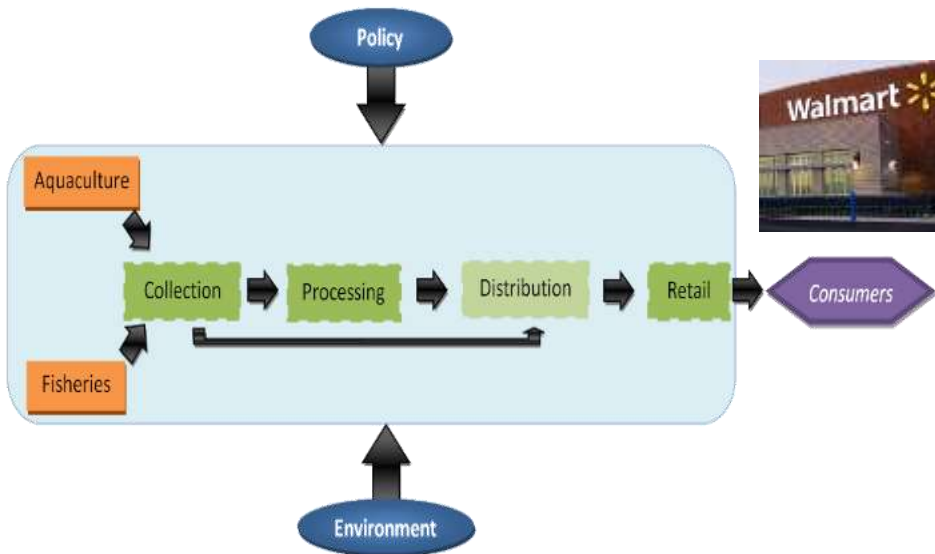 Policy
Walmart
Aquaculture
Collection
Processing
Distribution
Retail
Consumers
Fisheries
Environment